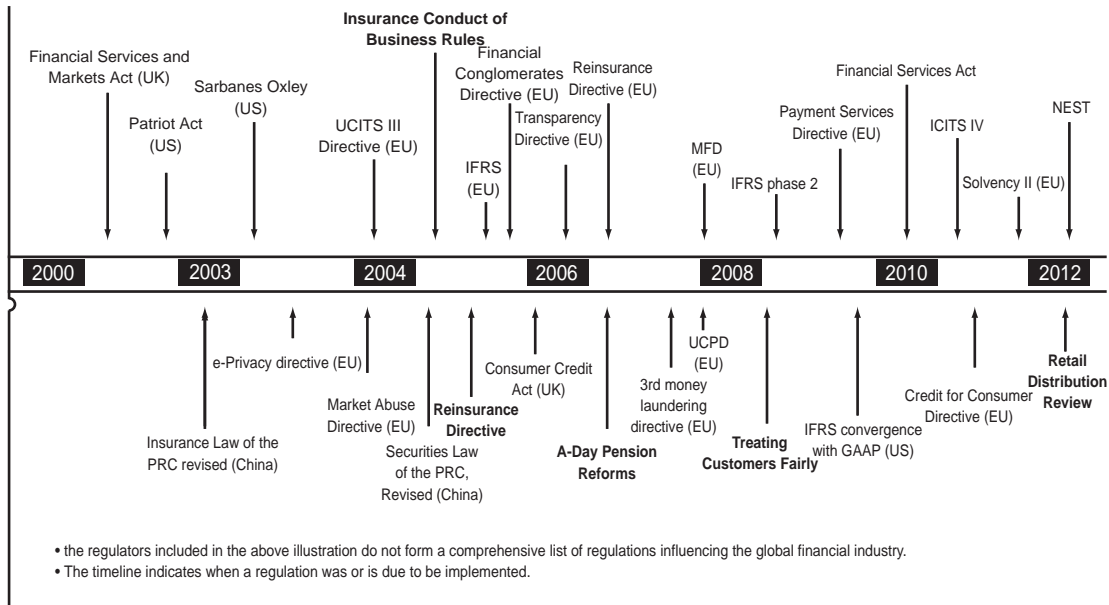 Insurance Conduct of
Business Rules
Financial Services and
Markets Act (UK)
Patriot Act
(US)
Sarbanes Oxley
(US)
UCITS III
Directive (EU)
IFRS
(EU)
Financial
Conglomerates
Directive (EU)
Transparency
Directive (EU)
Reinsurance
Directive (EU)
MFD
(EU)
IFRS phase 2
Payment Services
Directive (EU)
Financial Services Act
ICITS IV
Solvency II (EU)
NEST
2000
2003
2004
2006
2008
2010
2012
Insurance Law of the
PRC revised (China)
e-Privacy directive (EU)
Market Abuse
Directive (EU)
Securities Law
of the PRC,
Revised (China)
Reinsurance
Directive
Consumer Credit
Act (UK)
A-Day Pension
Reforms
3rd money
laundering
directive (EU)
UCPD
(EU)
Treating
Customers Fairly
IFRS convergence
with GAAP (US)
Credit for Consumer
Directive (EU)
Retail
Distribution
Review
• the regulators included in the above illustration do not form a comprehensive list of regulations influencing the global financial industry.
• The timeline indicates when a regulation was or is due to be implemented.